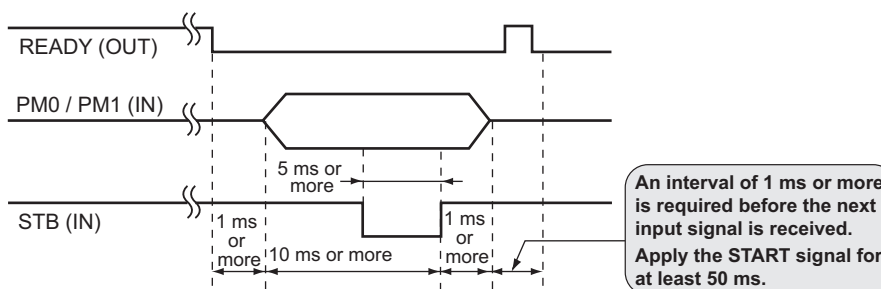 READY (OUT)
PM0 / PM1 (IN)
5 ms or
more
STB (IN)
1 ms
or
more
10 ms or more
1 ms
or
more
An interval of 1 ms or more
is required before the next
input signal is received.
Apply the START signal for
at least 50 ms.